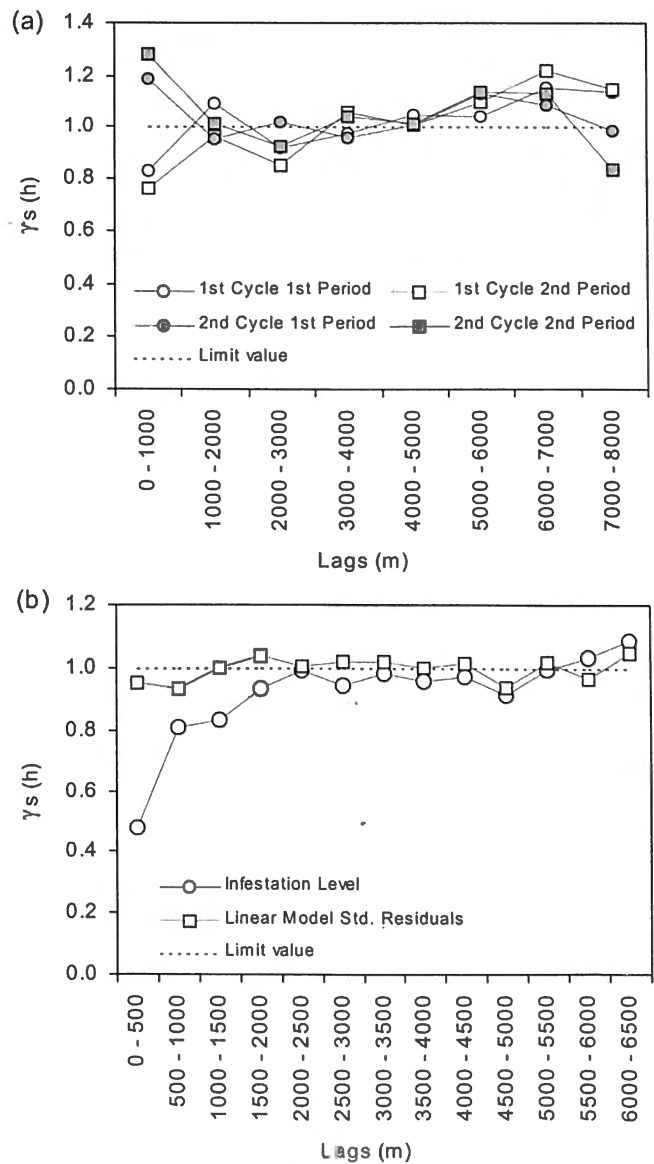 (a)
1.4
1.2
1.0
0.8
0.6
0.4
0.2
0.0
γs (h)
1st Cycle 1st Period
1st Cycle 2nd Period
2nd Cycle 1st Period
2nd Cycle 2nd Period
Limit value
0 - 1000
1000 - 2000
2000 - 3000
3000 - 4000
4000 - 5000
5000 - 6000
6000 - 7000
7000 - 8000
Lags (m)
(b)
1.2
1.0
0.8
0.6
0.4
0.2
0.0
γs (h)
Infestation Level
Linear Model Std. Residuals
Limit value
0 - 500
500 - 1000
1000 - 1500
1500 - 2000
2000 - 2500
2500 - 3000
3000 - 3500
3500 - 4000
4000 - 4500
4500 - 5000
5000 - 5500
5500 - 6000
6000 - 6500
Lags (m)